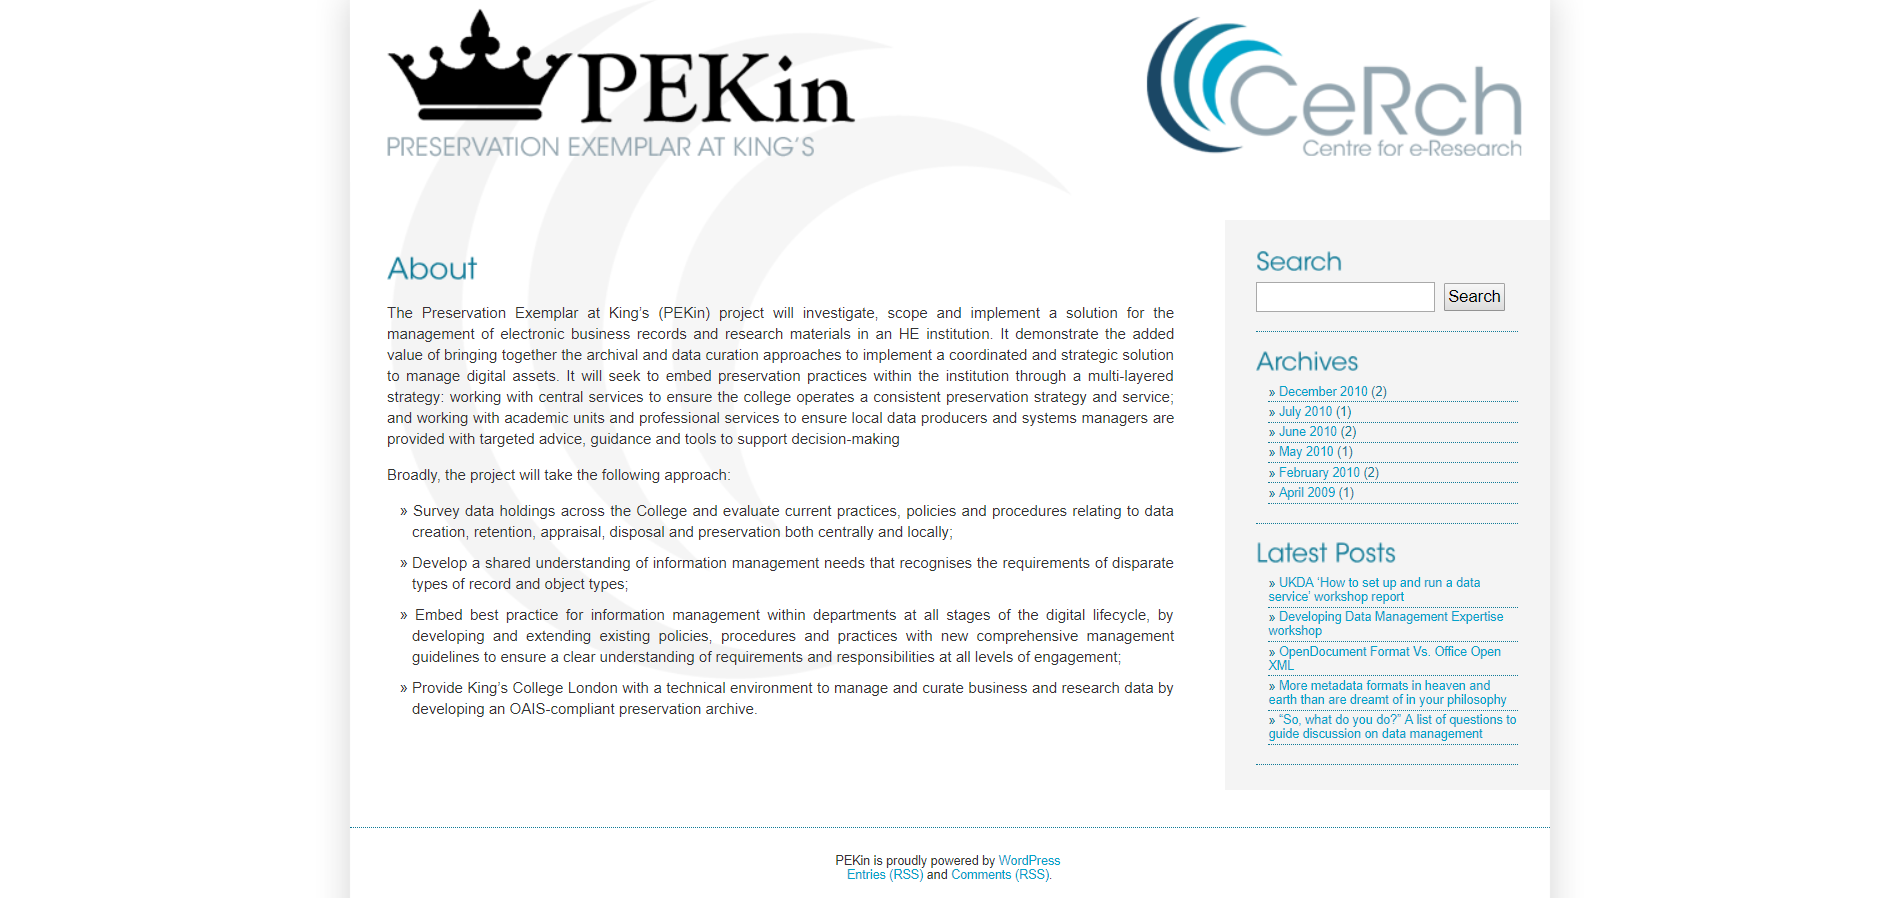 PEKin
PRESERVATION EXEMPLAR AT KING'S
CeRch
Centre for e-Research
About
The Preservation Exemplar at King’s (PEKin) project will investigate, scope and implement a solution for the
management of electronic business records and research materials in an HE institution. It demonstrate the added
value of bringing together the archival and data curation approaches to implement a coordinated and strategic solution
to manage digital assets. It will seek to embed preservation practices within the institution through a multi-layered
strategy: working with central services to ensure the college operates a consistent preservation strategy and service;
and working with academic units and professional services to ensure local data producers and systems managers are
provided with targeted advice, guidance and tools to support decision-making
Broadly, the project will take the following approach:
» Survey data holdings across the College and evaluate current practices, policies and procedures relating to data
creation, retention, appraisal, disposal and preservation both centrally and locally;
» Develop a shared understanding of information management needs that recognises the requirements of disparate
types of record and object types;
» Embed best practice for information management within departments at all stages of the digital lifecycle, by
developing and extending existing policies, procedures and practices with new comprehensive management
guidelines to ensure a clear understanding of requirements and responsibilities at all levels of engagement;
» Provide King’s College London with a technical environment to manage and curate business and research data by
developing an OAIS-compliant preservation archive.
Search
Search
Archives
» December 2010 (2)
» July 2010 (1)
» June 2010 (2)
» May 2010 (1)
» February 2010 (2)
» April 2009 (1)
Latest Posts
» UKDA ‘How to set up and run a data
service’ workshop report
» Developing Data Management Expertise
workshop
» OpenDocument Format Vs. Office Open
XML
» More metadata formats in heaven and
earth than are dreamt of in your philosophy
» “So, what do you do?” A list of questions to
guide discussion on data management
PEKin is proudly powered by WordPress
Entries (RSS) and Comments (RSS).